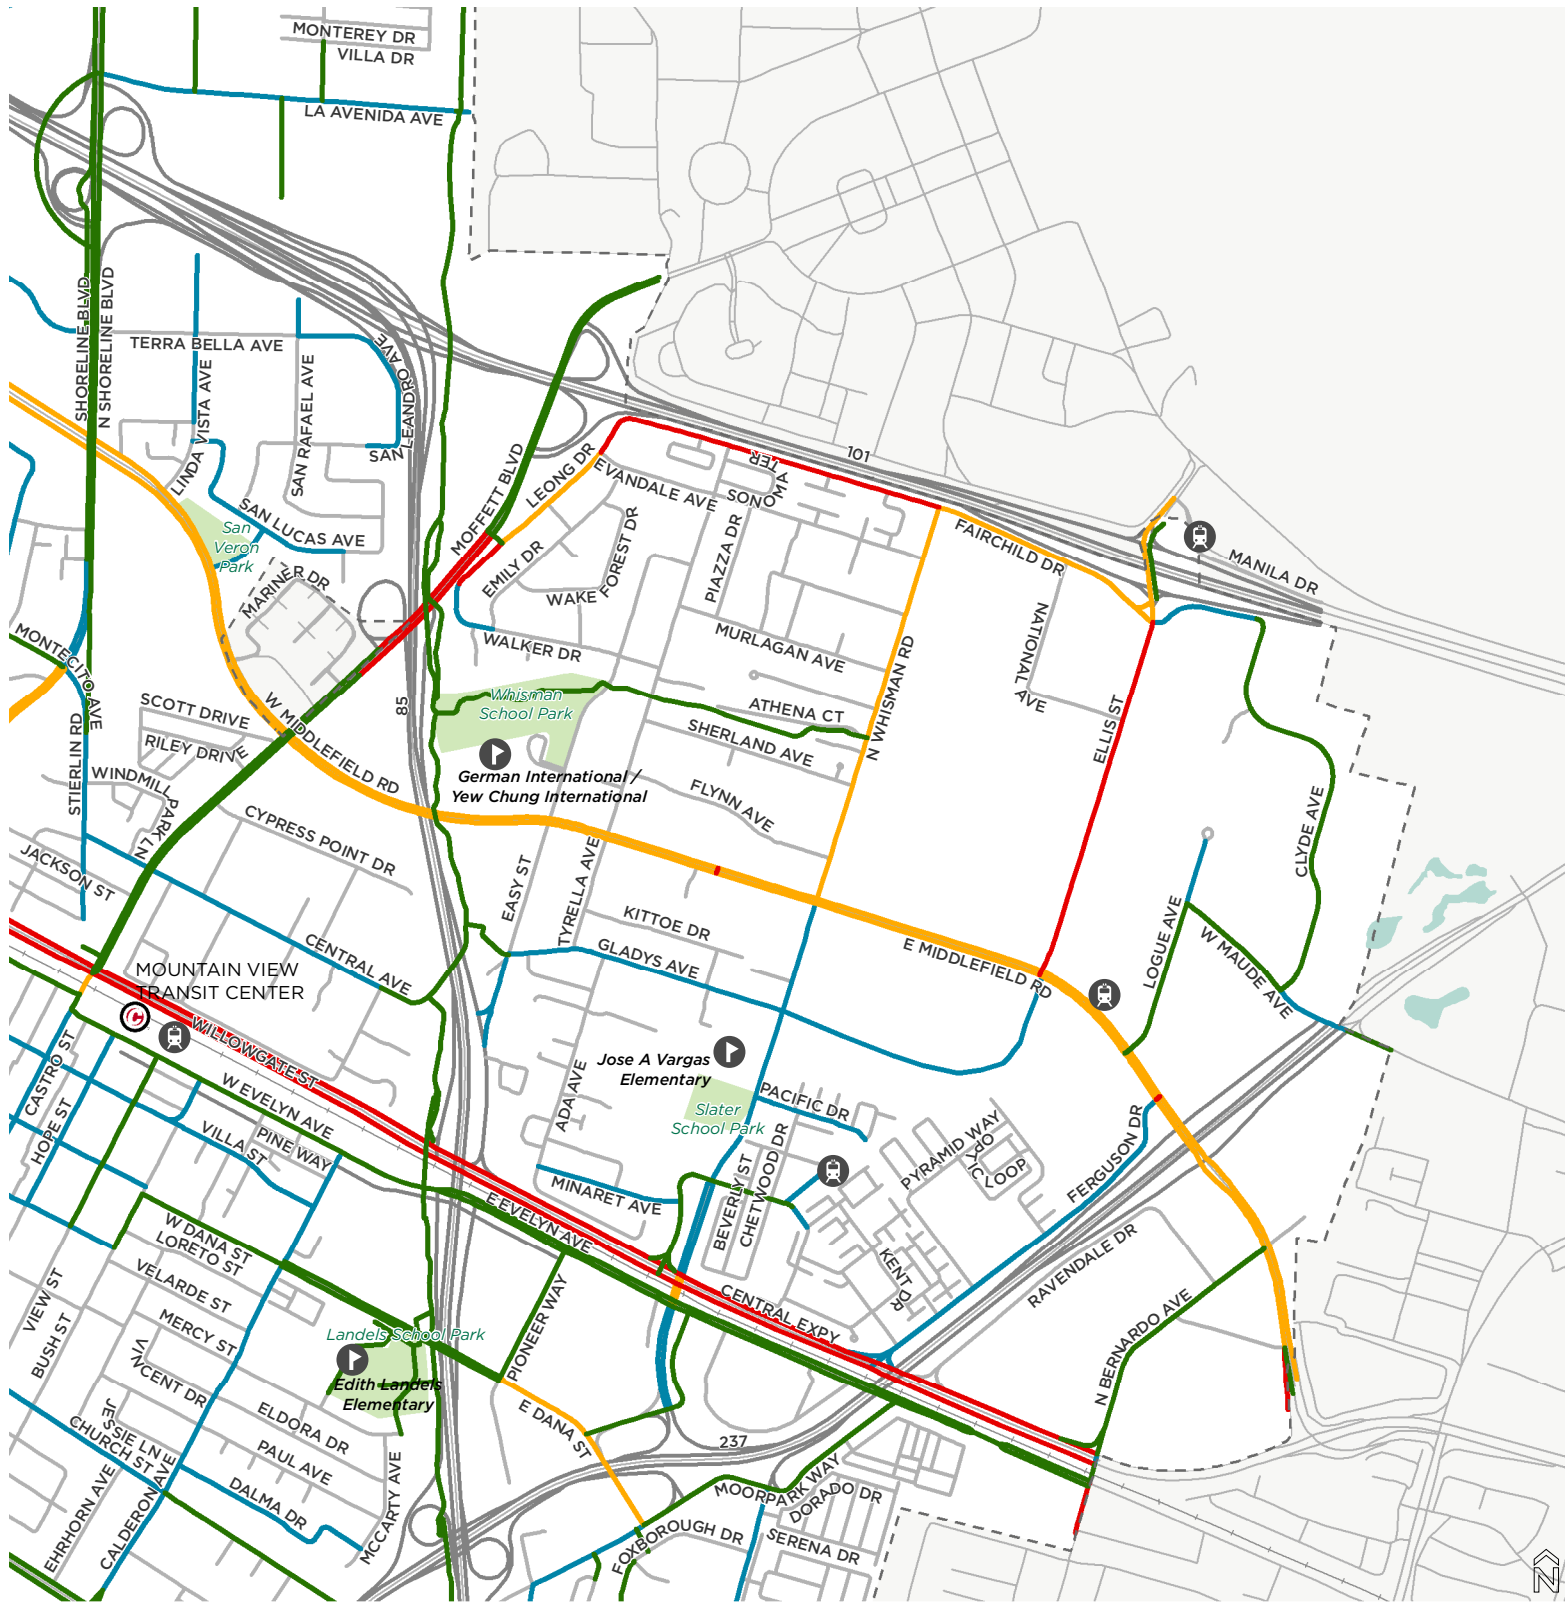 MONTEREY DR
VILLA DR
LA AVENIDA AVE
SHORELINE BLVD
N SHORELINE BLVD
TERRA BELLA AVE
LINDA VISTA AVE
SAN RAFAEL AVE
SAN LEANDRO AVE
MOFFETT BLVD
LEONG DR
EVANDALE AVE
SONOMA TER
101
SAN LUCAS AVE
San
Veron
Park
MARINER DR
EMILY DR
WAKE FOREST DR
PIAZZA DR
FAIRCHILD DR
MANILA DR
MONTECITO AVE
WALKER DR
MURLAGAN AVE
N WHISMAN RD
NATIONAL AVE
STIERLIN RD
SCOTT DRIVE
RILEY DRIVE
W MIDDLEFIELD RD
85
Whisman
School Park
ATHENA CT
SHERLAND AVE
ELLIS ST
WINDMILL PARK LN
German International /
Yew Chung International
FLYNN AVE
CYPRESS POINT DR
CLYDE AVE
JACKSON ST
EASY ST
TYRELLA AVE
KITTOE DR
GLADYS AVE
E MIDDLEFIELD RD
LOGUE AVE
W MAUDE AVE
CENTRAL AVE
MOUNTAIN VIEW
TRANSIT CENTER
C
WILLOWGATE ST
CASTRO ST
HOPE ST
W EVELYN AVE
VILLA ST
PINE WAY
ADA AVE
Jose A Vargas
Elementary
Slater
School Park
PACIFIC DR
PYRAMID WAY
OPTIC LOOP
FERGUSON DR
MINARET AVE
BEVERLY ST
CHETWOOD DR
E EVELYN AVE
KENT DR
RAVENDALE DR
W DANA ST
LORETO ST
VELARDE ST
MERCY ST
VIEW ST
BUSH ST
VINCENT DR
CENTRAL EXPY
N BERNARDO AVE
Landels School Park
Edith Landels
Elementary
PIONEER WAY
E DANA ST
237
JESSIE LN
CHURCH ST
ELDORA DR
PAUL AVE
DALMA DR
EHRHORN AVE
CALDERON AVE
MCCARTY AVE
MOORPARK WAY
DORADO DR
FOXBOROUGH DR
SERENA DR
N